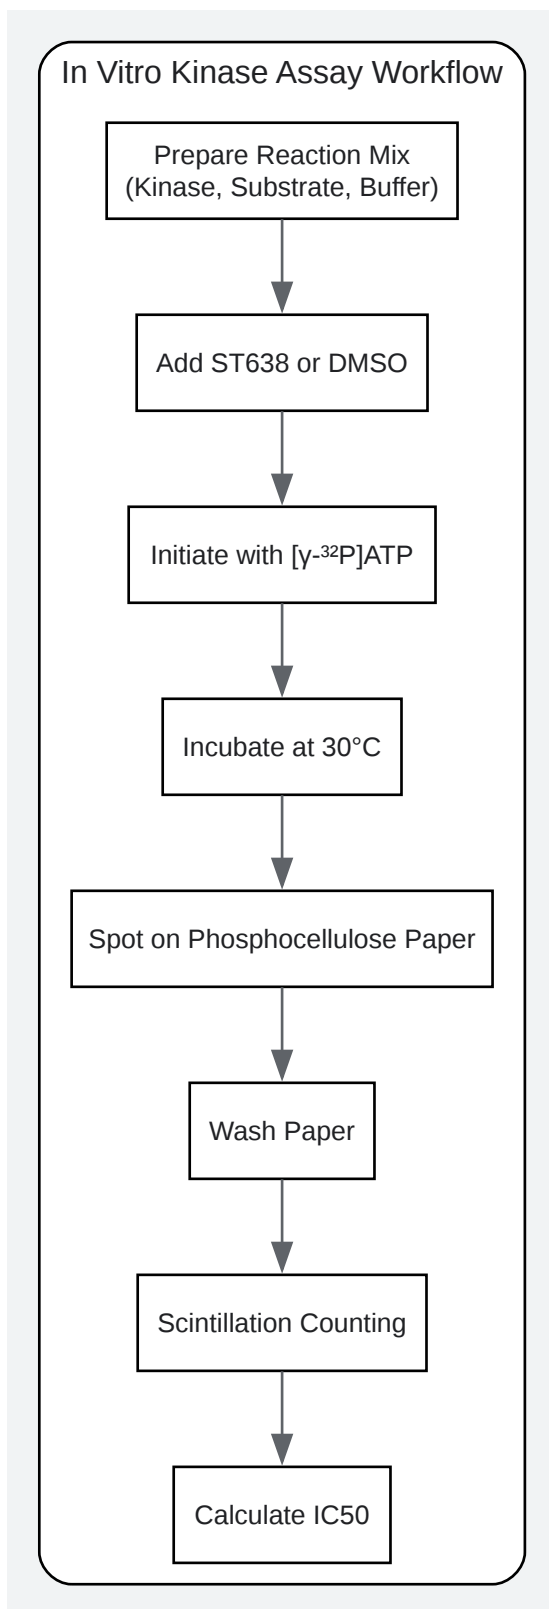 In Vitro Kinase Assay Workflow
Prepare Reaction Mix
(Kinase, Substrate, Buffer)
Add ST638 or DMSO
Initiate with [γ-³²P]ATP
Incubate at 30°C
Spot on Phosphocellulose Paper
Wash Paper
Scintillation Counting
Calculate IC50